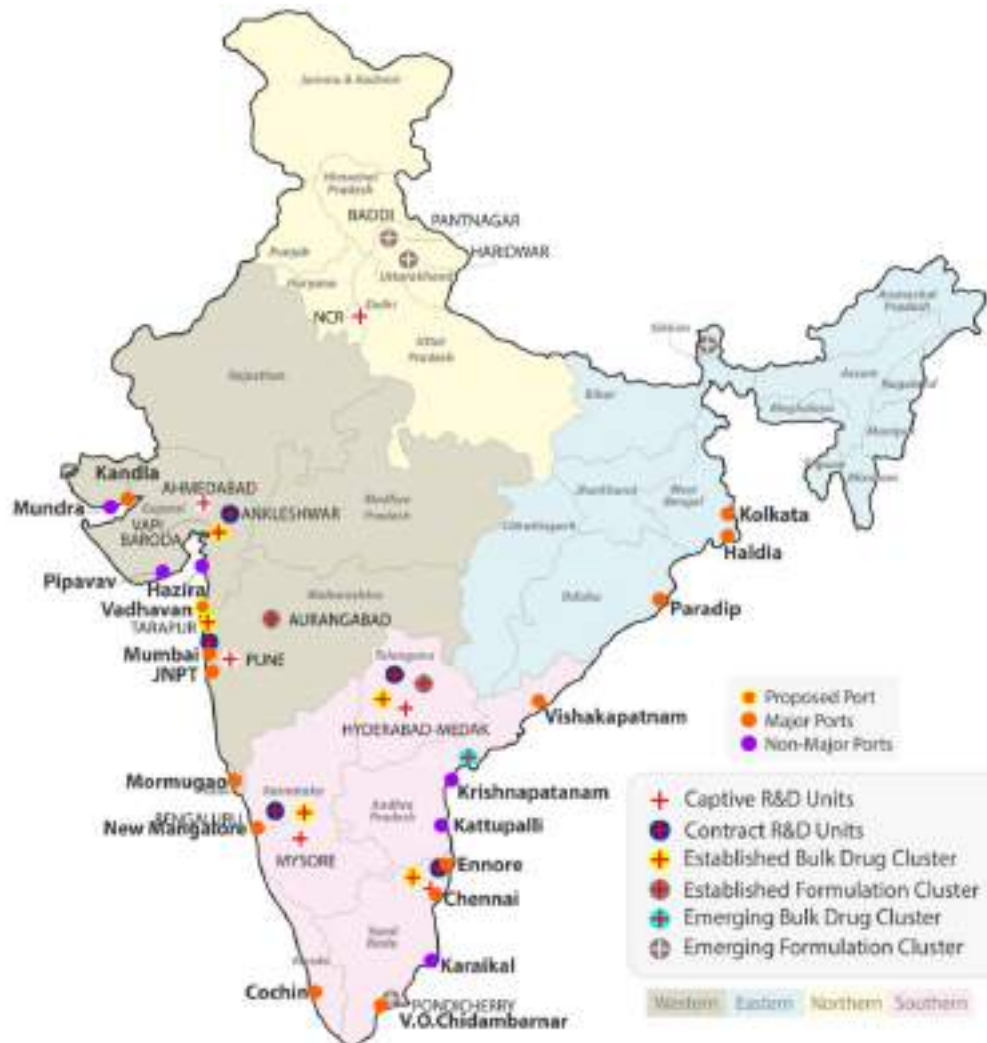 Jammu & Kashmir
Himachal
Pradesh
BADDI
PANTNAGAR
HARIDWAR
Punjab
Uttarakhand
Haryana
Delhi
NCR
Uttar
Pradesh
Rajasthan
Sikkim
Arunachal
Pradesh
Assam
Nagaland
Bihar
Meghalaya
Manipur
Tripura
Mizoram
Kandla
AHMEDABAD
Mundra
Gujarat
ANKLESHWAR
Madhya
Pradesh
Jharkhand
West
Bengal
Kolkata
VAPI
BARODA
Chhattisgarh
Haldia
Pipavav
Hazira
Maharashtra
Odisha
Paradip
Vadhavan
TARAPUR
AURANGABAD
Mumbai
PUNE
JNPT
Telangana
HYDERABAD-MEDAK
Vishakapatnam
Proposed Port
Major Ports
Non-Major Ports
Mormugao
Krishnapatanam
Karnataka
Andhra
Pradesh
BENGALURU
New Mangalore
Kattupalli
MYSORE
Ennore
Chennai
Captive R&D Units
Contract R&D Units
Established Bulk Drug Cluster
Established Formulation Cluster
Emerging Bulk Drug Cluster
Emerging Formulation Cluster
Tamil
Nadu
Kerala
Karaikal
Cochin
PONDICHERRY
V.O.Chidambarnar
Western
Eastern
Northern
Southern